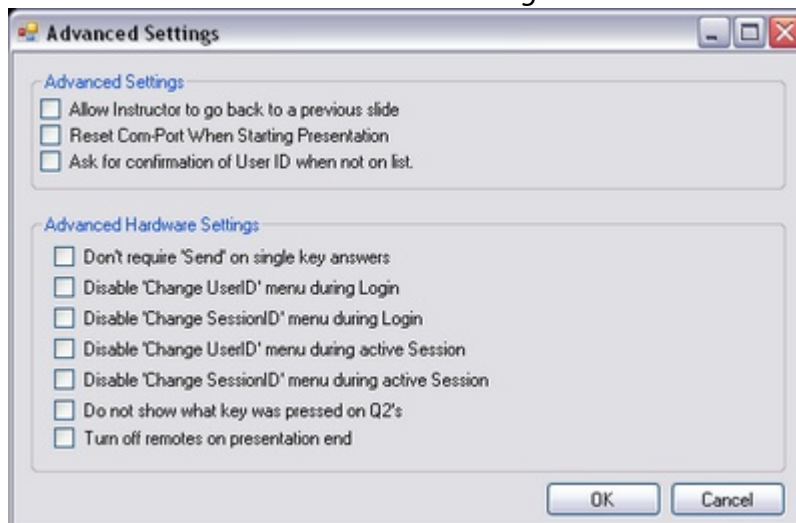 Advanced Settings
Advanced Settings
Allow Instructor to go back to a previous slide
Reset Com-Port When Starting Presentation
Ask for confirmation of User ID when not on list.
Advanced Hardware Settings
Don't require 'Send' on single key answers
Disable 'Change UserID' menu during Login
Disable 'Change SessionID' menu during Login
Disable 'Change UserID' menu during active Session
Disable 'Change SessionID' menu during active Session
Do not show what key was pressed on Q2's
Turn off remotes on presentation end
OK Cancel